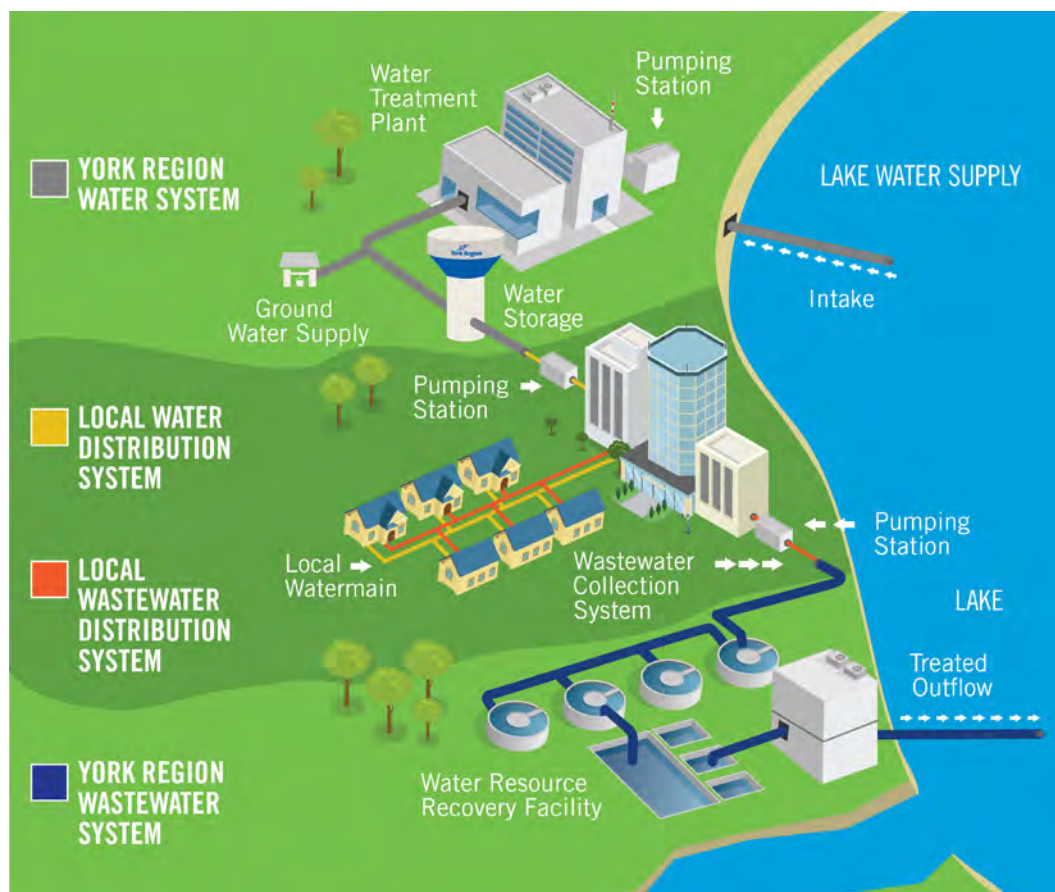 Water
Treatment
Plant
Pumping
Station
YORK REGION
WATER SYSTEM
LAKE WATER SUPPLY
York Region
Intake
Ground
Water Supply
Water
Storage
Pumping
Station
LOCAL WATER
DISTRIBUTION
SYSTEM
Local
Watermain
Wastewater
Collection
System
Pumping
Station
LOCAL
WASTEWATER
DISTRIBUTION
SYSTEM
LAKE
Treated
Outflow
Water Resource
Recovery Facility
YORK REGION
WASTEWATER
SYSTEM